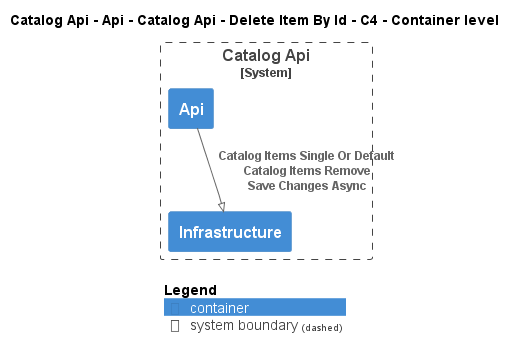 Catalog Api - Api - Catalog Api - Delete Item By Id - C4 - Container level
Catalog Api
[System]
Api
Catalog Items Single Or Default
Catalog Items Remove
Save Changes Async
Infrastructure
Legend
container
system boundary (dashed)